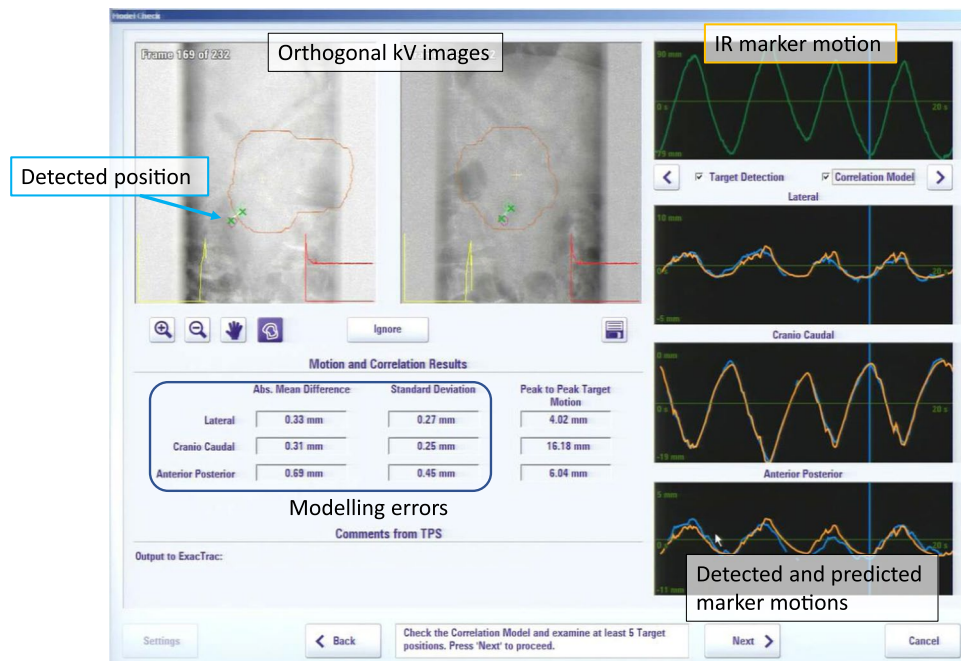 Model Check
Frame 169 of 232
Orthogonal kV images
2
IR marker motion
90 mm
0 s
20 s
Detected position
Target Detection
Correlation Model
Lateral
10 mm
20 s
-5 mm
Ignore
Cranio Caudal
0 mm
0 s
20 s
-19 mm
Motion and Correlation Results
Abs. Mean Difference Standard Deviation Peak to Peak Target
Motion
Lateral 0.33 mm 0.27 mm 4.02 mm
Cranio Caudal 0.31 mm 0.25 mm 16.18 mm
Anterior Posterior 0.69 mm 0.45 mm 6.04 mm
Modelling errors
Anterior Posterior
5 mm
20 s
-11 mm
Detected and predicted
marker motions
Comments from TPS
Output to ExacTrac:
Settings
Back
Check the Correlation Model and examine at least 5 Target
positions. Press 'Next' to proceed.
Next
Cancel